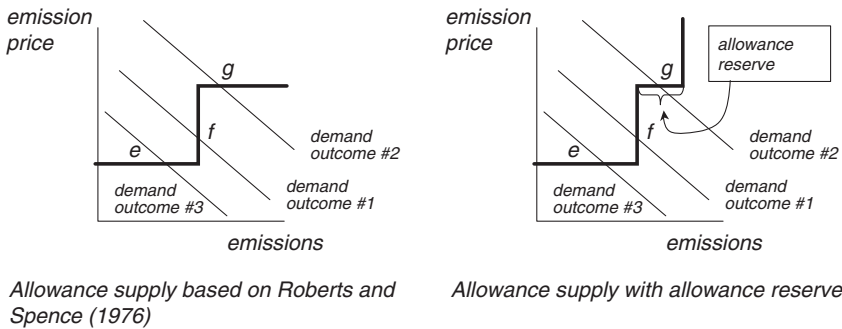 emission
price
g
f
e
demand
outcome #2
demand
outcome #1
demand
outcome #3
emissions
Allowance supply based on Roberts and
Spence (1976)
emission
price
allowance
reserve
g
f
e
demand
outcome #2
demand
outcome #1
demand
outcome #3
emissions
Allowance supply with allowance reserve